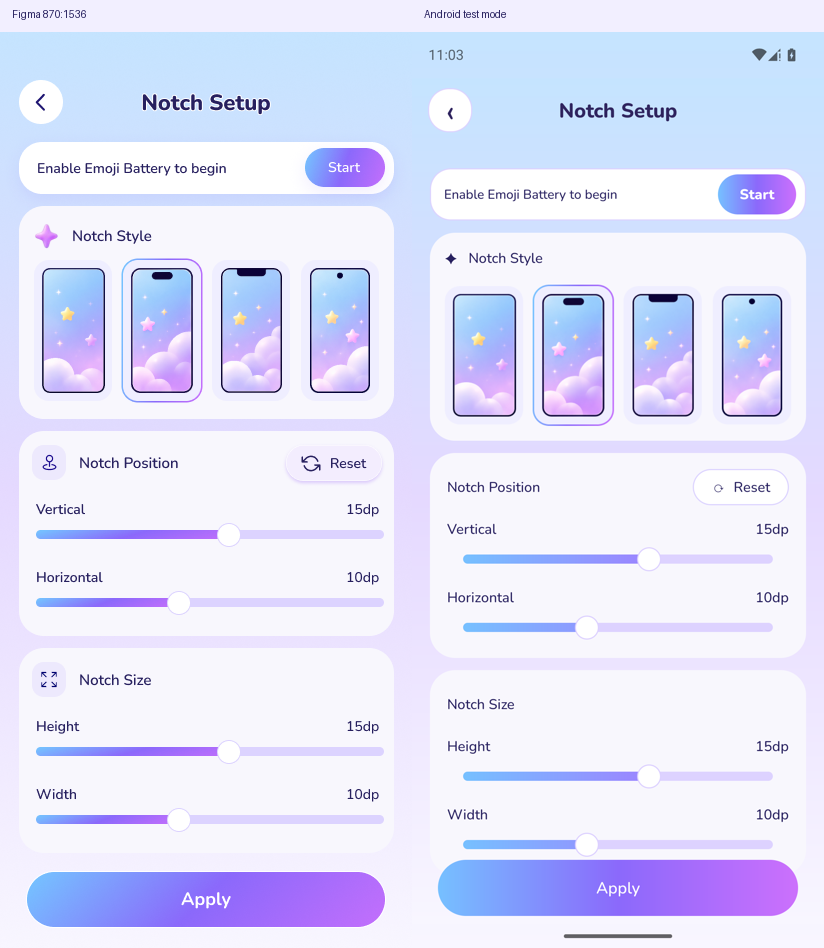 Figma 870:1536
Notch Setup
Enable Emoji Battery to begin
Start
Notch Style
Notch Position
Reset
Vertical
15dp
Horizontal
10dp
Notch Size
Height
15dp
Width
10dp
Apply
Android test mode
11:03
Notch Setup
Enable Emoji Battery to begin
Start
Notch Style
Notch Position
Reset
Vertical
15dp
Horizontal
10dp
Notch Size
Height
15dp
Width
10dp
Apply